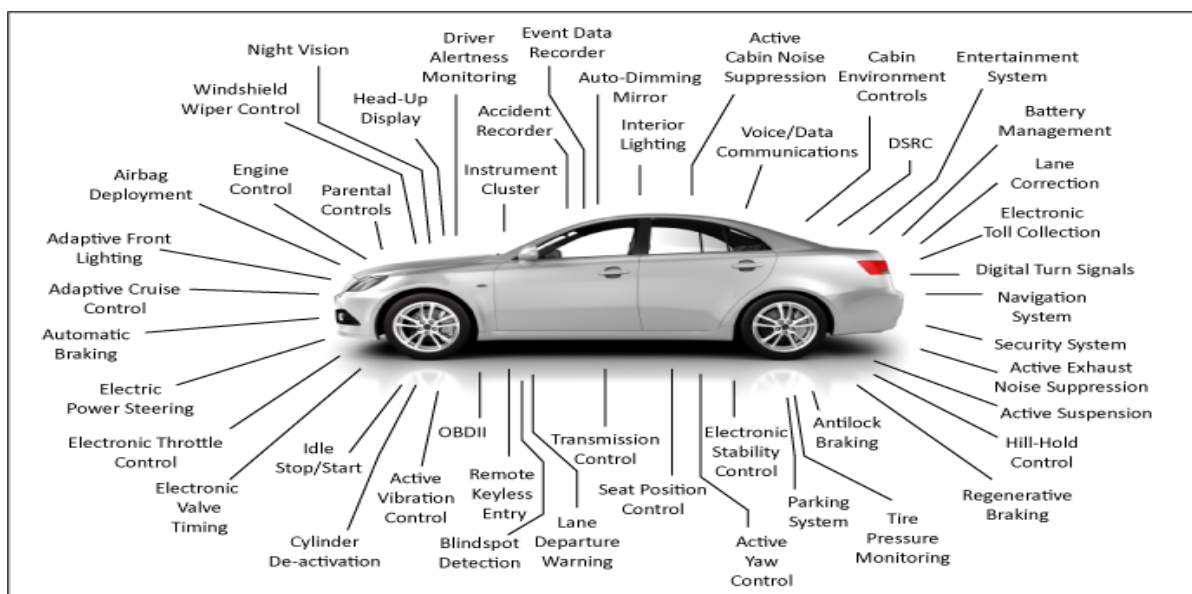 Night Vision
Driver
Alertness
Monitoring
Event Data
Recorder
Active
Cabin Noise
Suppression
Cabin
Environment
Controls
Entertainment
System
Windshield
Wiper Control
Head-Up
Display
Accident
Recorder
Auto-Dimming
Mirror
Interior
Lighting
Voice/Data
Communications
DSRC
Battery
Management
Airbag
Deployment
Engine
Control
Parental
Controls
Instrument
Cluster
Lane
Correction
Electronic
Toll Collection
Adaptive Front
Lighting
Digital Turn Signals
Adaptive Cruise
Control
Navigation
System
Automatic
Braking
Security System
Electric
Power Steering
Active Exhaust
Noise Suppression
Active Suspension
Electronic Throttle
Control
Idle
Stop/Start
OBDII
Transmission
Control
Electronic
Stability
Control
Antilock
Braking
Hill-Hold
Control
Electronic
Valve
Timing
Active
Vibration
Control
Remote
Keyless
Entry
Seat Position
Control
Parking
System
Regenerative
Braking
Cylinder
De-activation
Blindspot
Detection
Lane
Departure
Warning
Active
Yaw
Control
Tire
Pressure
Monitoring